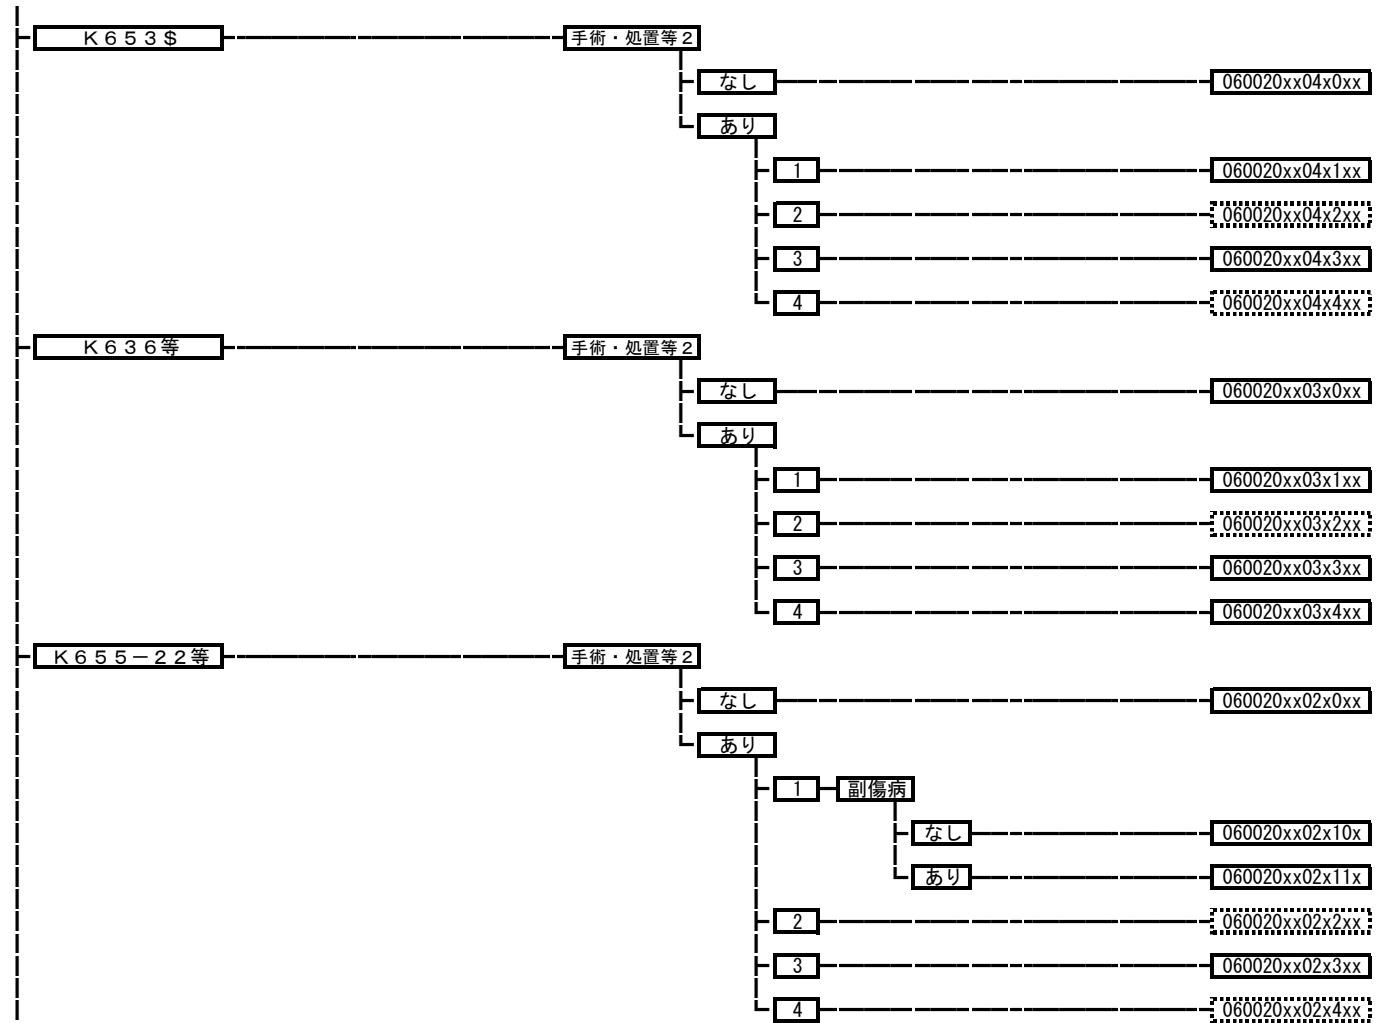 Ｋ６５３＄ 手術・処置等２
なし 060020xx04x0xx
あり
1 060020xx04x1xx
2 060020xx04x2xx
3 060020xx04x3xx
4 060020xx04x4xx
Ｋ６３６等 手術・処置等２
なし 060020xx03x0xx
あり
1 060020xx03x1xx
2 060020xx03x2xx
3 060020xx03x3xx
4 060020xx03x4xx
Ｋ６５５－２２等 手術・処置等２
なし 060020xx02x0xx
あり
1 副傷病
なし 060020xx02x10x
あり 060020xx02x11x
2 060020xx02x2xx
3 060020xx02x3xx
4 060020xx02x4xx